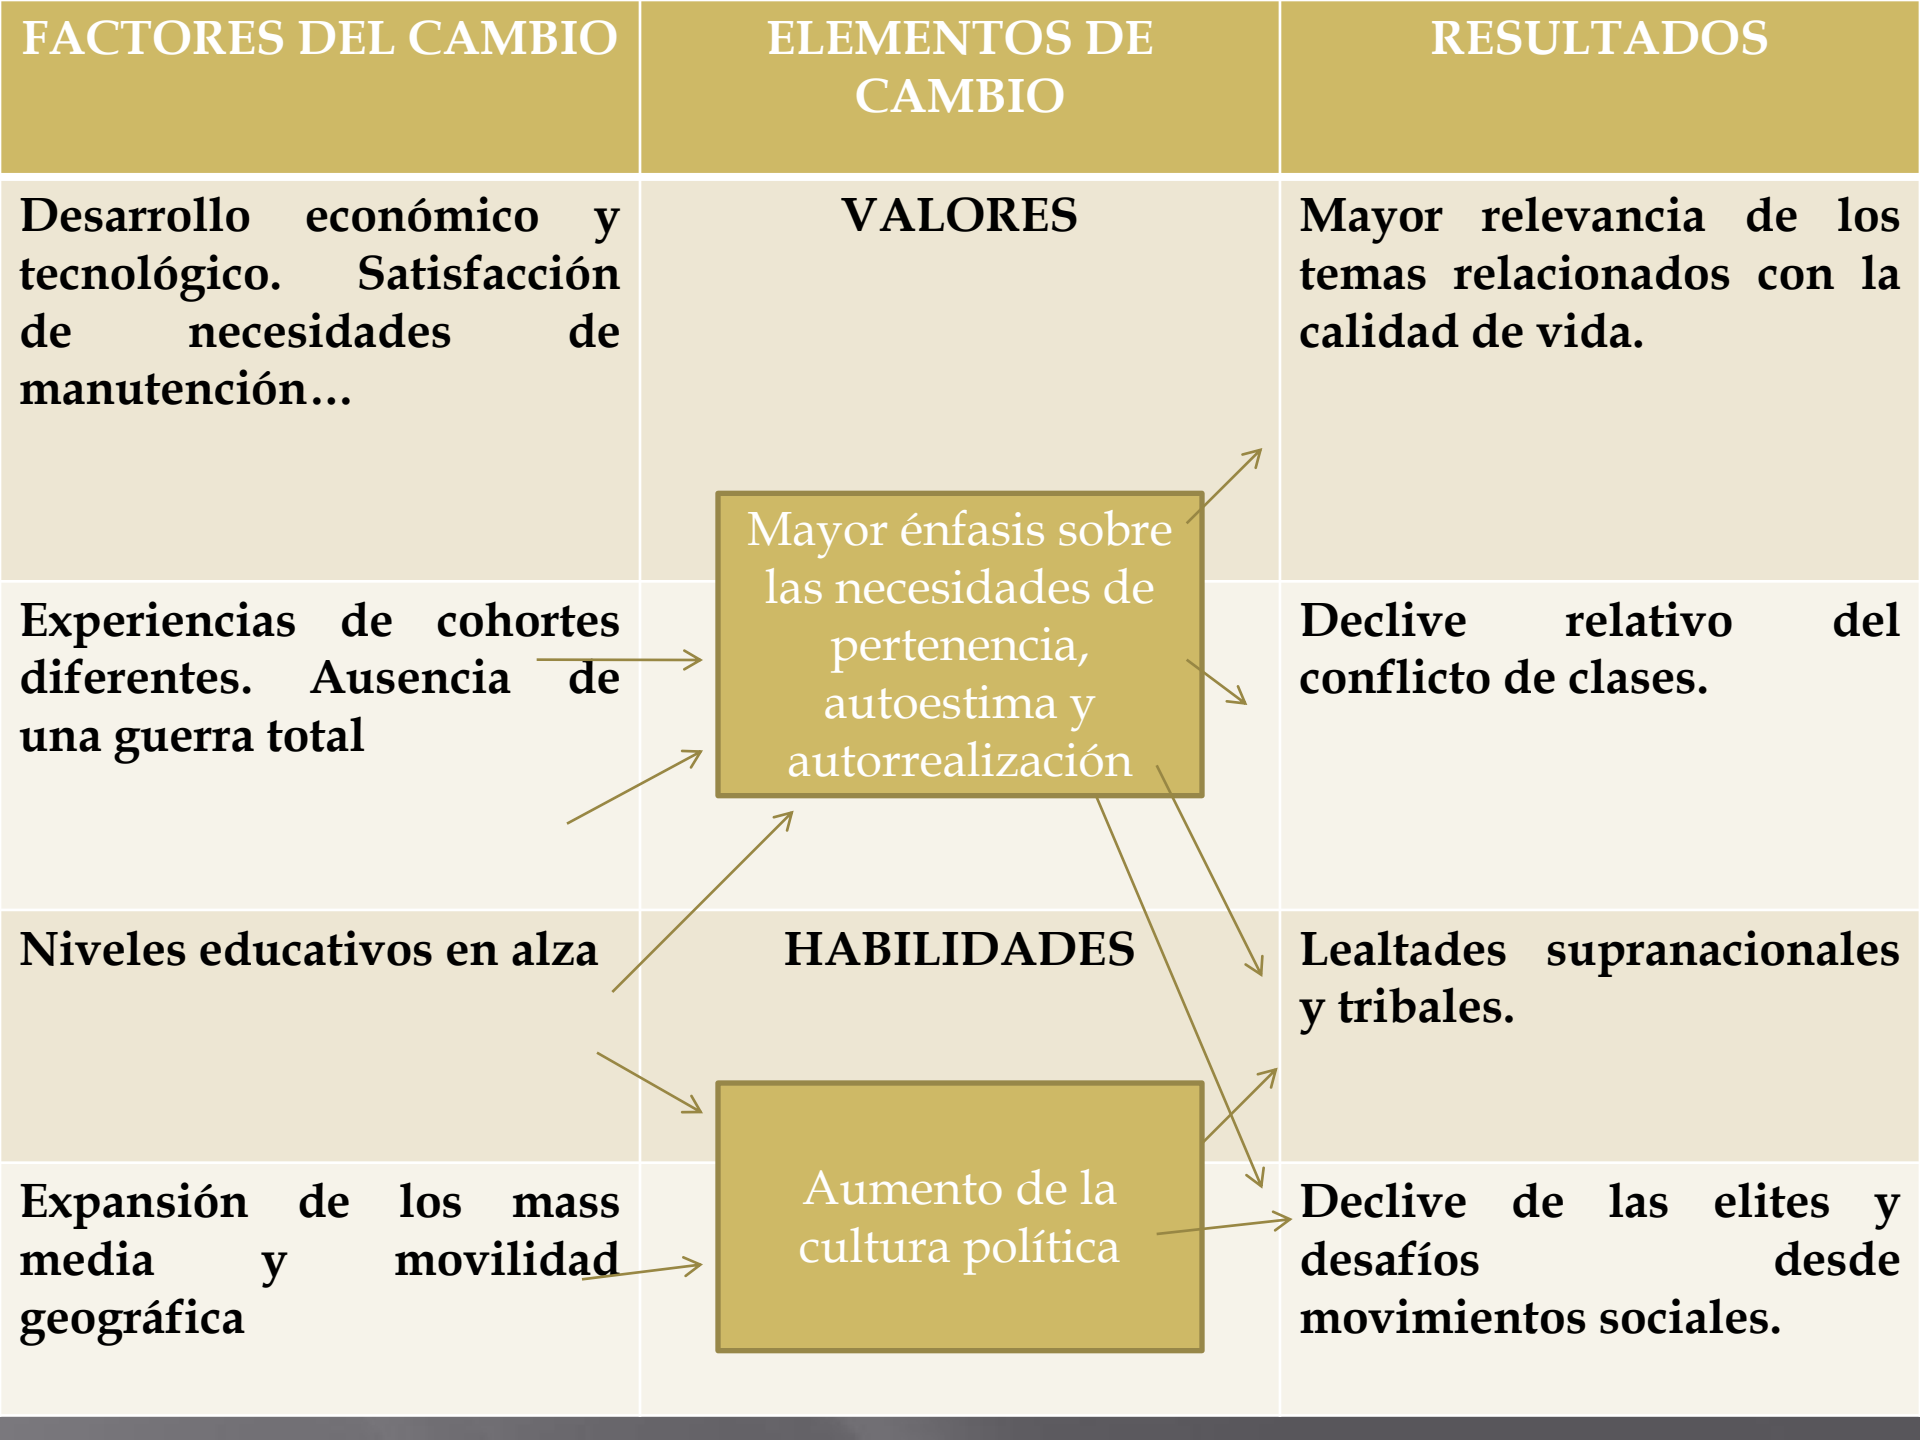 FACTORES DEL CAMBIO
ELEMENTOS DE
CAMBIO
RESULTADOS
Desarrollo económico y
tecnológico. Satisfacción
de necesidades de
manutención…
VALORES
Mayor relevancia de los
temas relacionados con la
calidad de vida.
Mayor énfasis sobre
las necesidades de
pertenencia,
autoestima y
autorrealización
Experiencias de cohortes
diferentes. Ausencia de
una guerra total
Declive relativo del
conflicto de clases.
Niveles educativos en alza
HABILIDADES
Lealtades supranacionales
y tribales.
Aumento de la
cultura política
Expansión de los mass
media y movilidad
geográfica
Declive de las elites y
desafíos desde
movimientos sociales.